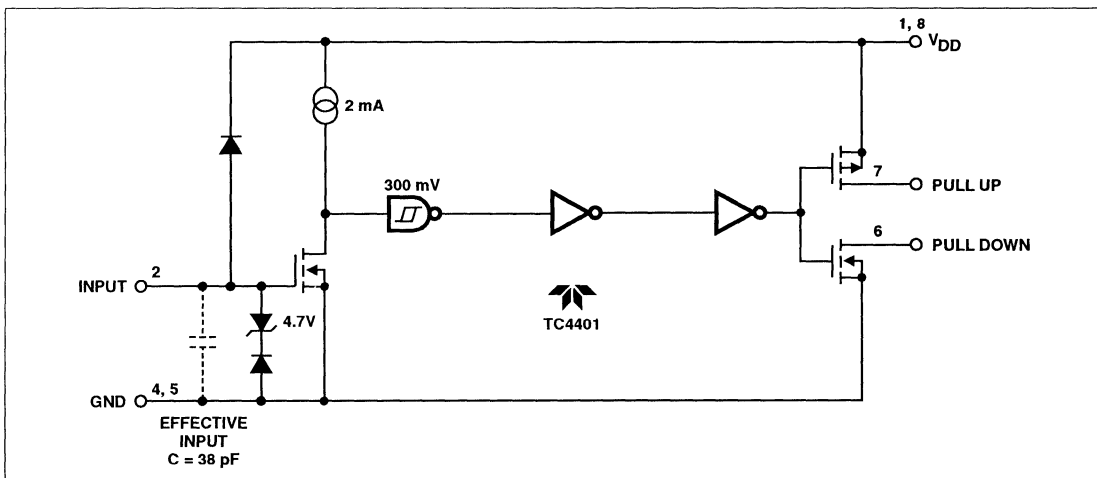 1, 8
VDD
2 mA
300 mV
7
PULL UP
6
PULL DOWN
2
INPUT
4.7V
TC4401
4, 5
GND
EFFECTIVE
INPUT
C = 38 pF